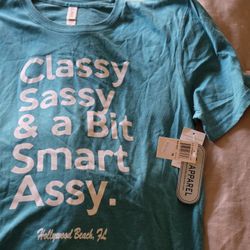 Classy
Sassy
& a Bit
Smart
Assy.
Hollywood Beach, FL
APPAREL